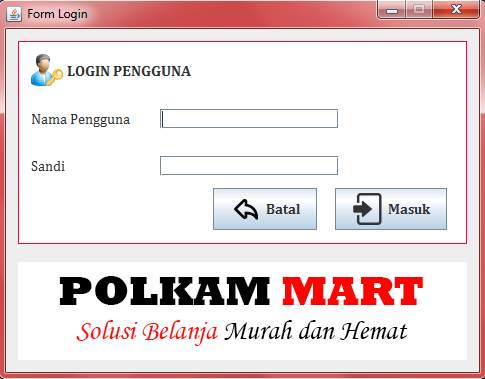 Form Login
LOGIN PENGGUNA
Nama Pengguna
Sandi
Batal
Masuk
POLKAM MART
Solusi Belanja Murah dan Hemat